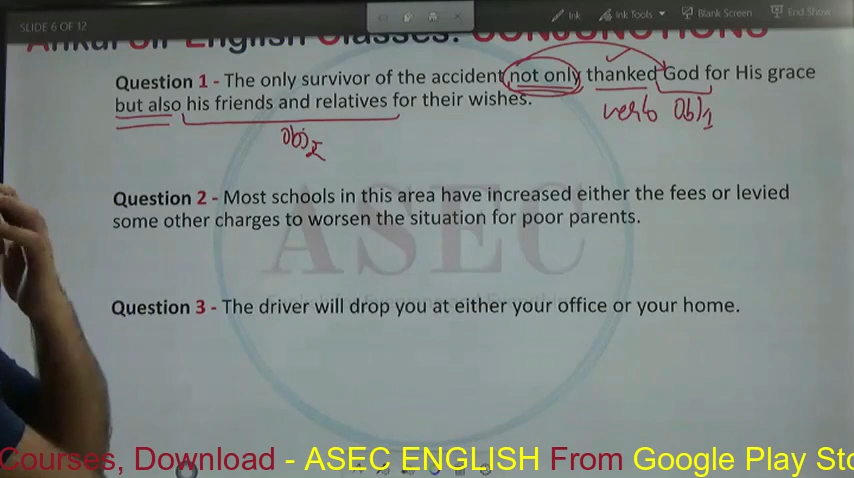 SLIDE 6 OF 12
Ink
Ink Tools
Blank Screen
End Show
Ankur Sir English Classes: CONJUNCTIONS
Question 1 - The only survivor of the accident not only thanked God for His grace
but also his friends and relatives for their wishes.
verb Obj1
Obj2
Question 2 - Most schools in this area have increased either the fees or levied
some other charges to worsen the situation for poor parents.
Question 3 - The driver will drop you at either your office or your home.
ASEC
Courses, Download - ASEC ENGLISH From Google Play Sto